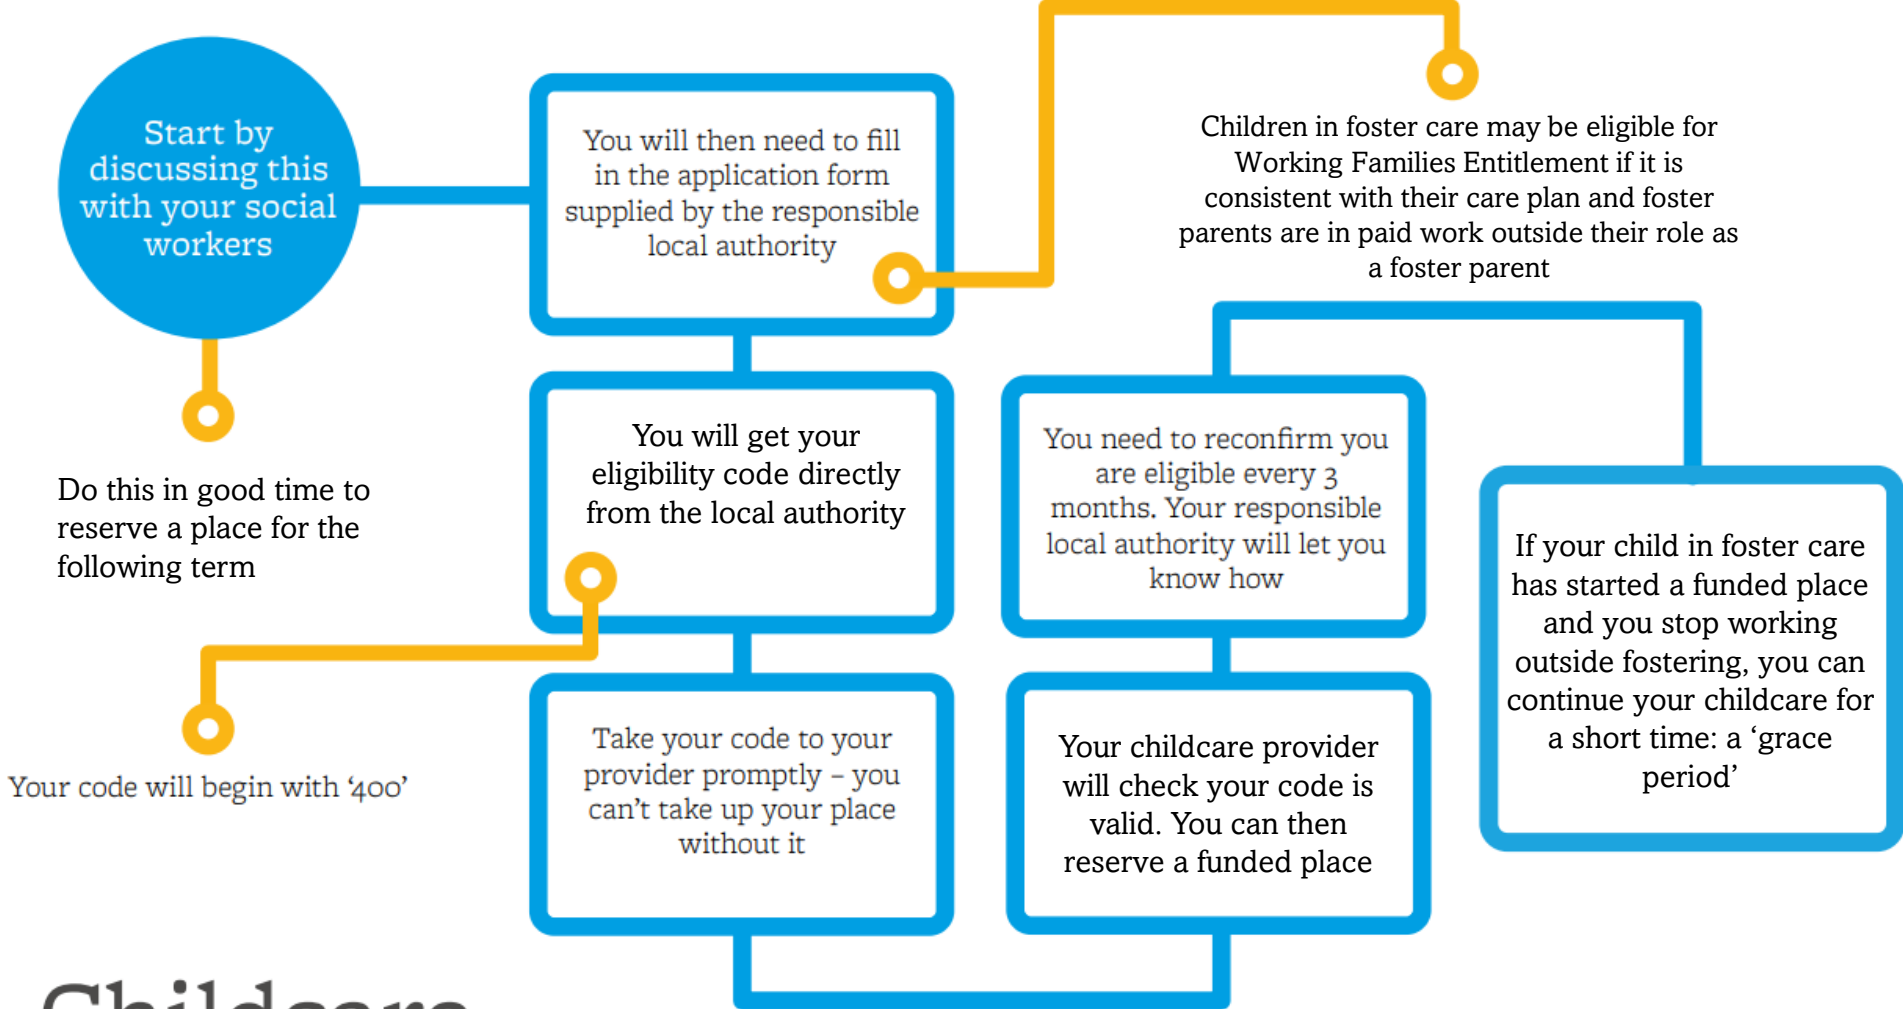 Start by
discussing this
with your social
workers
Do this in good time to
reserve a place for the
following term
You will then need to fill
in the application form
supplied by the responsible
local authority
Children in foster care may be eligible for
Working Families Entitlement if it is
consistent with their care plan and foster
parents are in paid work outside their role as
a foster parent
You will get your
eligibility code directly
from the local authority
Your code will begin with ‘400’
Take your code to your
provider promptly – you
can’t take up your place
without it
Your childcare provider
will check your code is
valid. You can then
reserve a funded place
You need to reconfirm you
are eligible every 3
months. Your responsible
local authority will let you
know how
If your child in foster care
has started a funded place
and you stop working
outside fostering, you can
continue your childcare for
a short time: a ‘grace
period’
Childcare